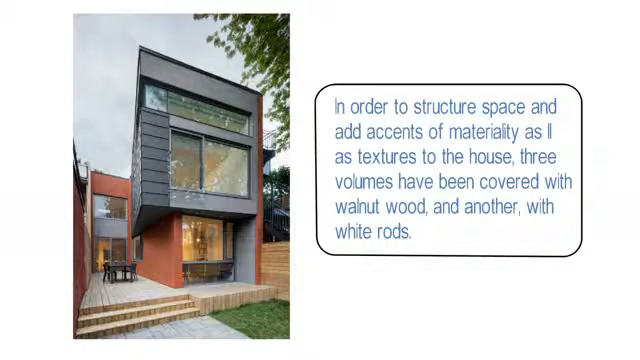 In order to structure space and
add accents of materiality as ll
as textures to the house, three
volumes have been covered with
walnut wood, and another, with
white rods.